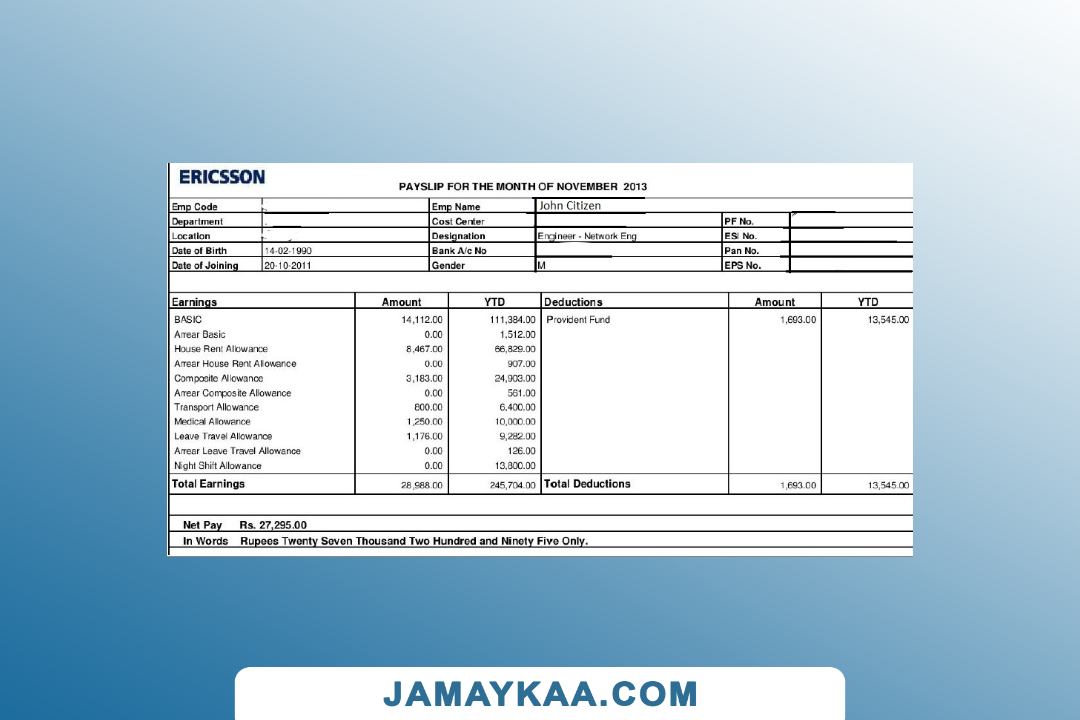 ERICSSON
PAYSLIP FOR THE MONTH OF NOVEMBER 2013
Emp Code Emp Name John Citizen
Department Cost Center PF No.
Location Designation Engineer - Network Eng ESI No.
Date of Birth 14-02-1990 Bank A/c No Pan No.
Date of Joining 20-10-2011 Gender M EPS No.
Earnings Amount YTD Deductions Amount YTD
BASIC 14,112.00 111,384.00 Provident Fund 1,693.00 13,545.00
Arrear Basic 0.00 1,512.00
House Rent Allowance 8,467.00 66,829.00
Arrear House Rent Allowance 0.00 907.00
Composite Allowance 3,183.00 24,903.00
Arrear Composite Allowance 0.00 561.00
Transport Allowance 800.00 6,400.00
Medical Allowance 1,250.00 10,000.00
Leave Travel Allowance 1,176.00 9,282.00
Arrear Leave Travel Allowance 0.00 126.00
Night Shift Allowance 0.00 13,800.00
Total Earnings 28,988.00 245,704.00 Total Deductions 1,693.00 13,545.00
Net Pay Rs. 27,295.00
In Words Rupees Twenty Seven Thousand Two Hundred and Ninety Five Only.
JAMAYKAA.COM